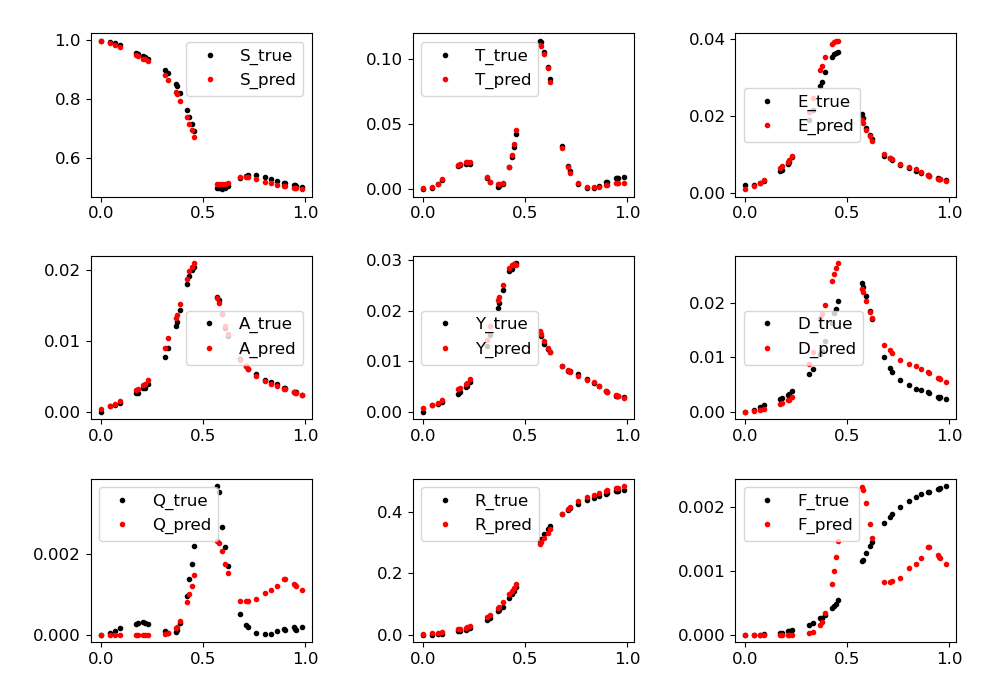 1.0
0.8
0.6
0.0 0.5 1.0
S_true
S_pred
0.10
0.05
0.00
0.0 0.5 1.0
T_true
T_pred
0.04
0.02
0.00
0.0 0.5 1.0
E_true
E_pred
0.02
0.01
0.00
0.0 0.5 1.0
A_true
A_pred
0.03
0.02
0.01
0.00
0.0 0.5 1.0
Y_true
Y_pred
0.02
0.01
0.00
0.0 0.5 1.0
D_true
D_pred
0.002
0.000
0.0 0.5 1.0
Q_true
Q_pred
0.4
0.2
0.0
0.0 0.5 1.0
R_true
R_pred
0.002
0.001
0.000
0.0 0.5 1.0
F_true
F_pred